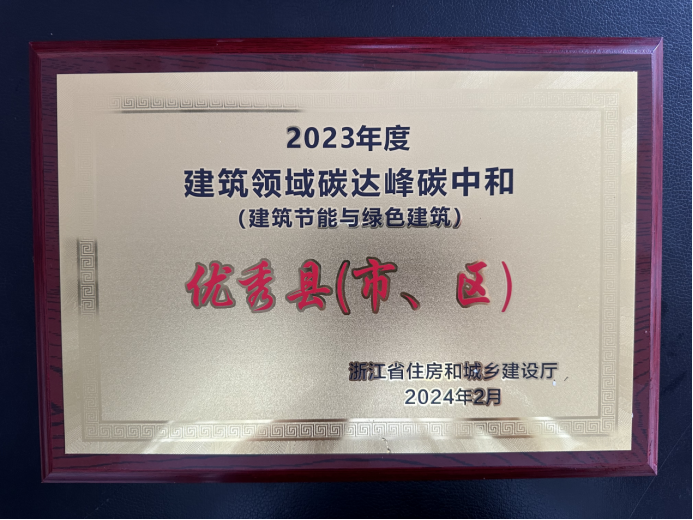 2023年度
建筑领域碳达峰碳中和
(建筑节能与绿色建筑)
优秀县(市、区)
浙江省住房和城乡建设厅
2024年2月